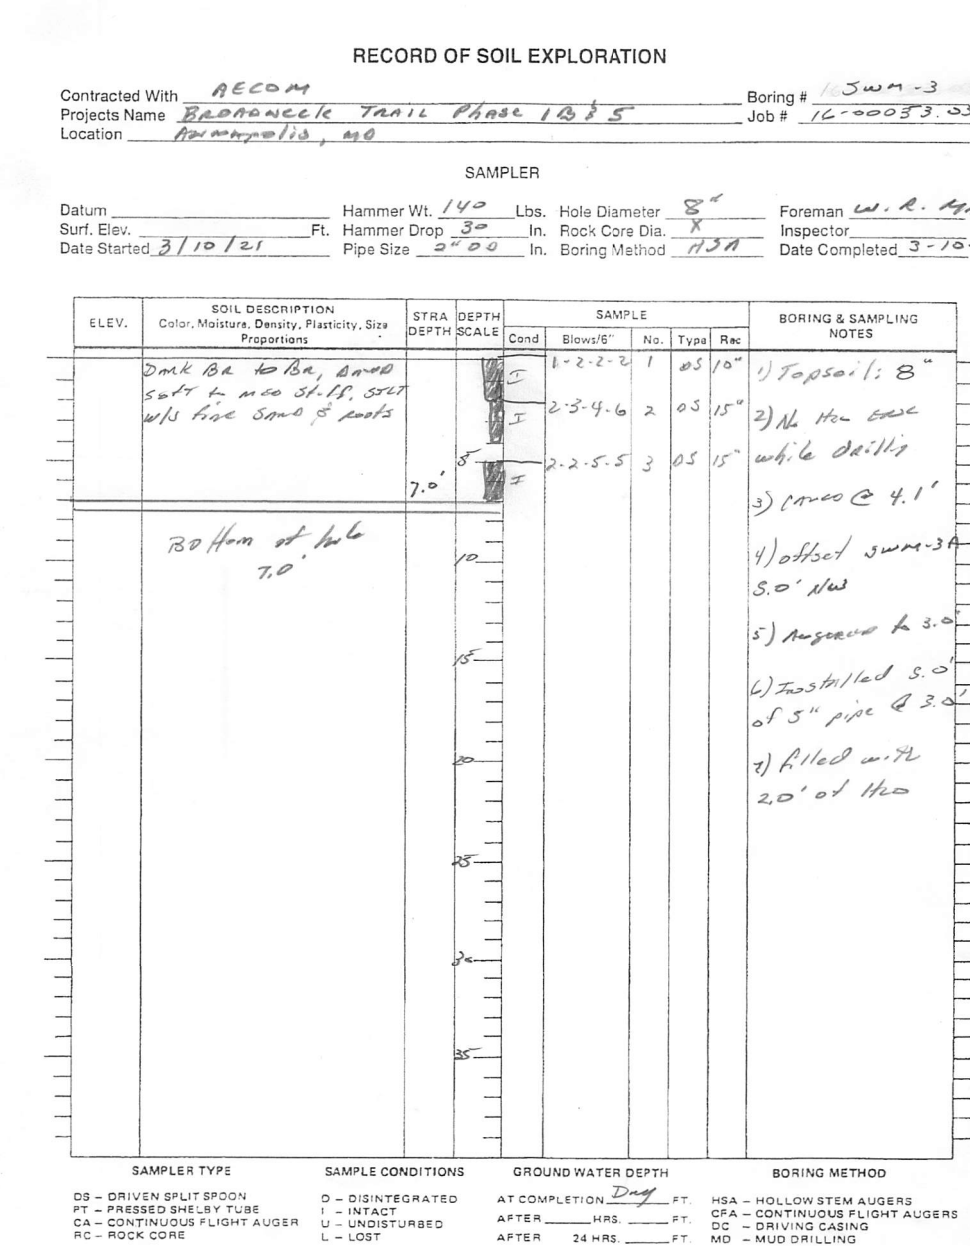 RECORD OF SOIL EXPLORATION
Contracted With AECOM Boring # SWM-3
Projects Name BROADNECK TRAIL Phase 1B & 5 Job # 16-00053.03
Location Annapolis, MD
SAMPLER
Datum Hammer Wt. 140 Lbs. Hole Diameter 8" Foreman W. R.
Surf. Elev. Ft. Hammer Drop 30 In. Rock Core Dia. X Inspector
Date Started 3/10/21 Pipe Size 2" OD In. Boring Method HSA Date Completed 3-10
ELEV. SOIL DESCRIPTION STRA DEPTH SAMPLE BORING & SAMPLING
Color, Moisture, Density, Plasticity, Size DEPTH SCALE NOTES
Proportions Cond Blows/6" No. Type Rec
Dark Br to Br, Damp I 1-2-2-2 1 DS 10" 1) Topsoil: 8"
soft to med stiff, SILT
w/s fine sand & roots I 2-3-4-6 2 DS 15" 2) No H2O
while drilling
5 I 2-2-5-5 3 DS 15"
7.0'
3) Caved @ 4.1'
Bottom of hole
7.0'
10
4) offset SWM-3A
5.0' NW
5) Augered to 3.0'
15
6) Installed 5.0'
of 5" pipe @ 3.0'
20
7) filled with
2.0' of H2O
25
30
35
SAMPLER TYPE SAMPLE CONDITIONS GROUND WATER DEPTH BORING METHOD
DS – DRIVEN SPLIT SPOON D – DISINTEGRATED AT COMPLETION Dry FT. HSA – HOLLOW STEM AUGERS
PT – PRESSED SHELBY TUBE I – INTACT CFA – CONTINUOUS FLIGHT AUGERS
CA – CONTINUOUS FLIGHT AUGER U – UNDISTURBED AFTER HRS. FT. DC – DRIVING CASING
RC – ROCK CORE L – LOST AFTER 24 HRS. FT. MD – MUD DRILLING